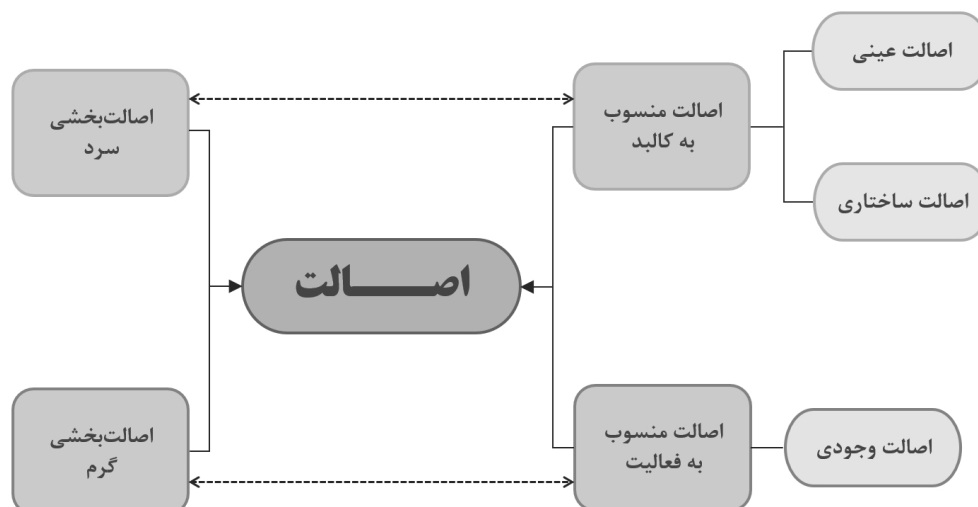 اصالت عینی
اصالت منسوب
به کالبد
اصالت‌بخشی
سرد
اصالت ساختاری
اصـــــالت
اصالت منسوب
به فعالیت
اصالت‌بخشی
گرم
اصالت وجودی